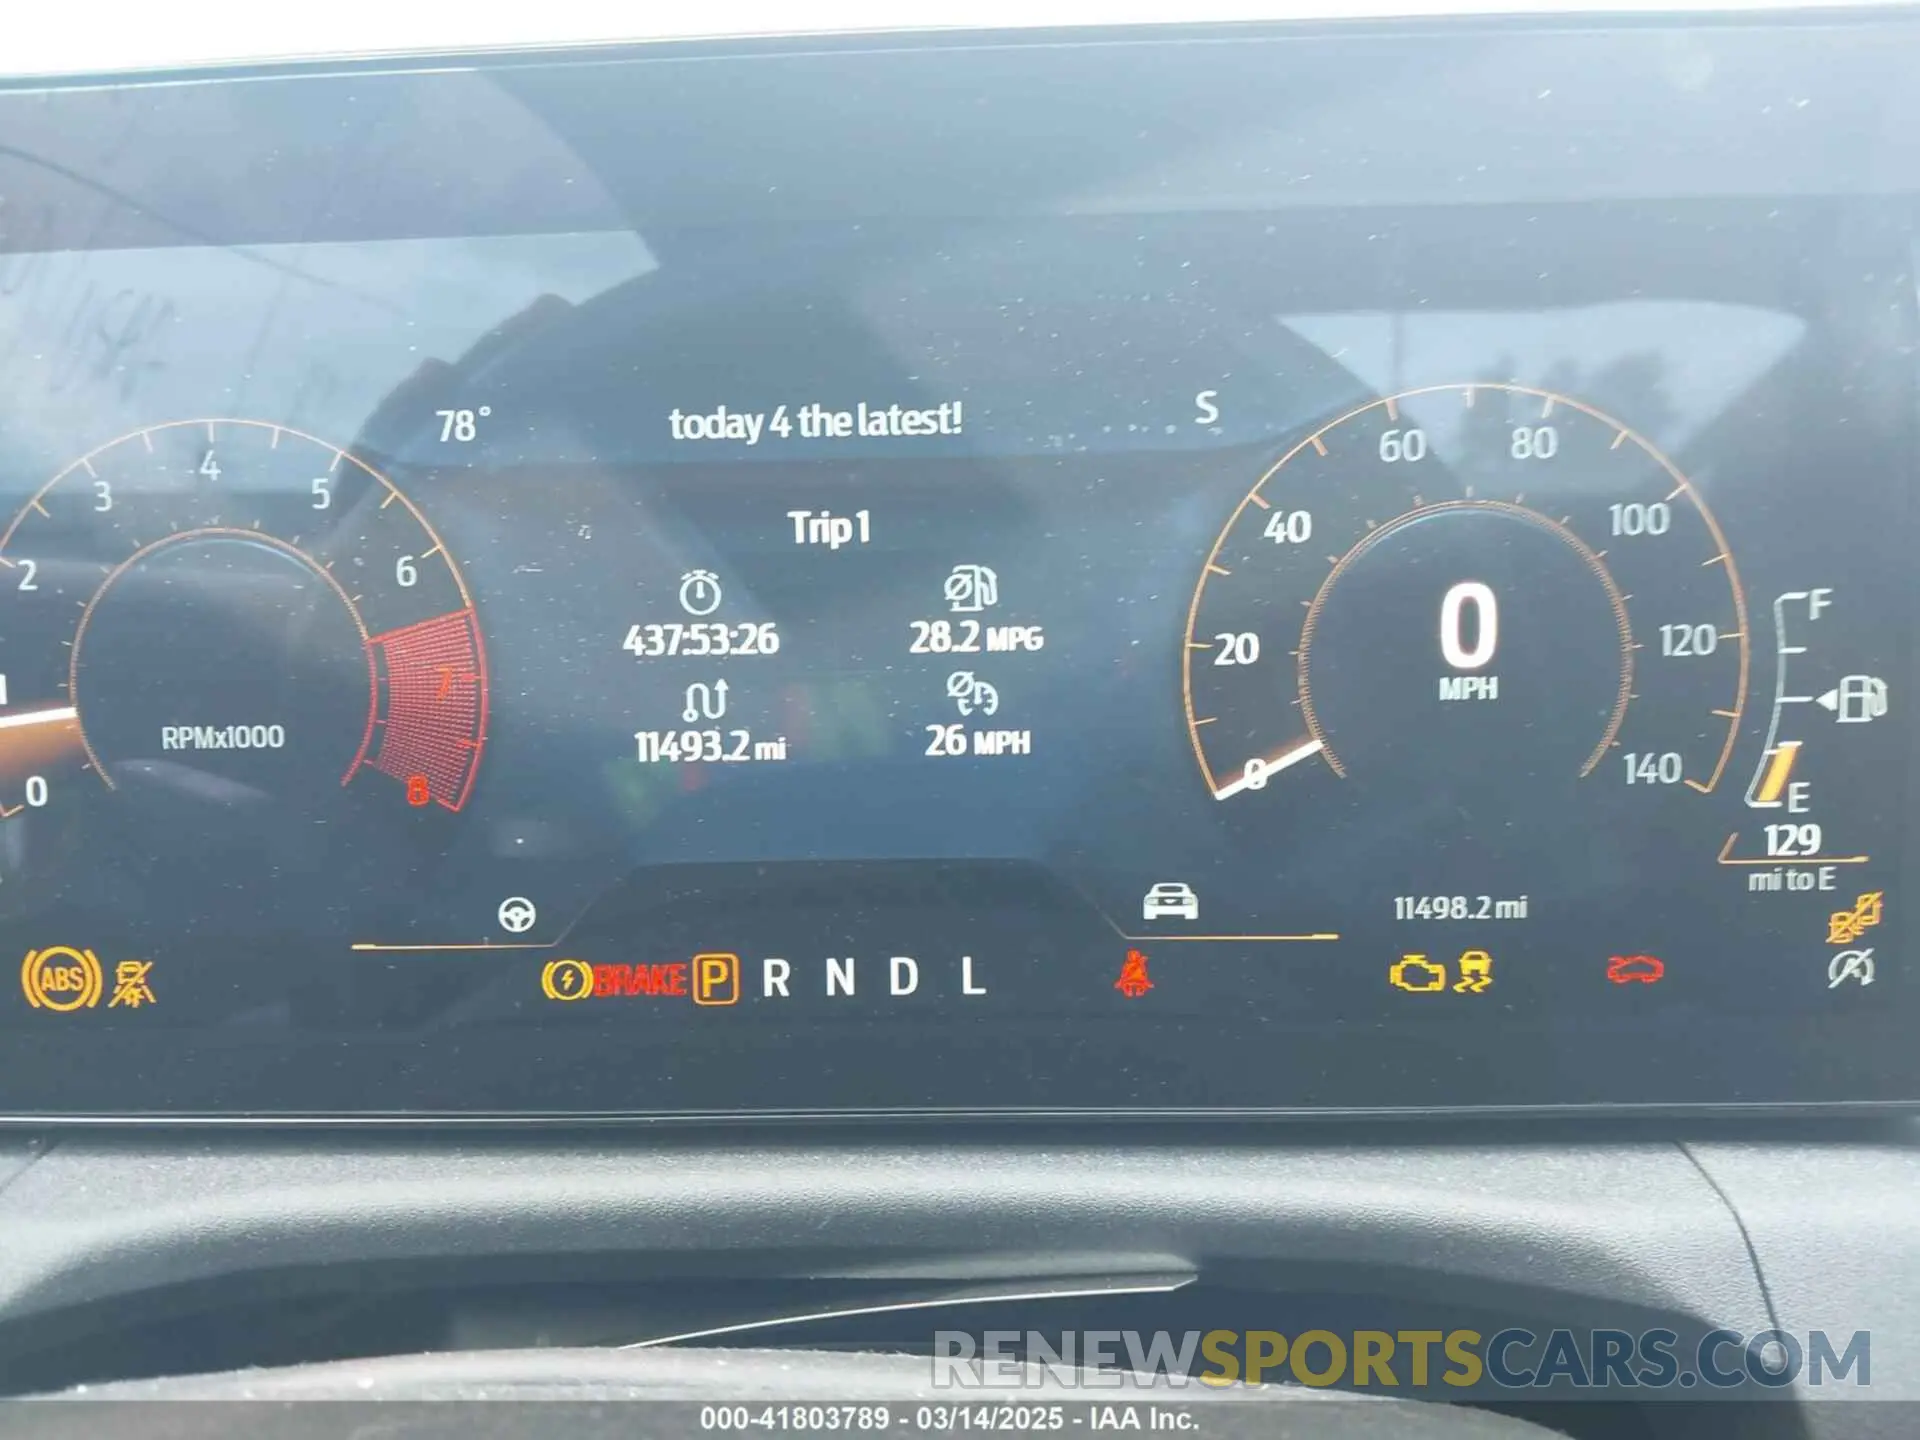 78° today 4 the latest! S
Trip 1
437:53:26 28.2 MPG
11493.2 mi 26 MPH
0 1 2 3 4 5 6 7 8
RPMx1000
0 20 40 60 80 100 120 140
0
MPH
F
E
129
mi to E
11498.2 mi
ABS
BRAKE P R N D L
RENEWSPORTSCARS.COM
000-41803789 - 03/14/2025 - IAA Inc.